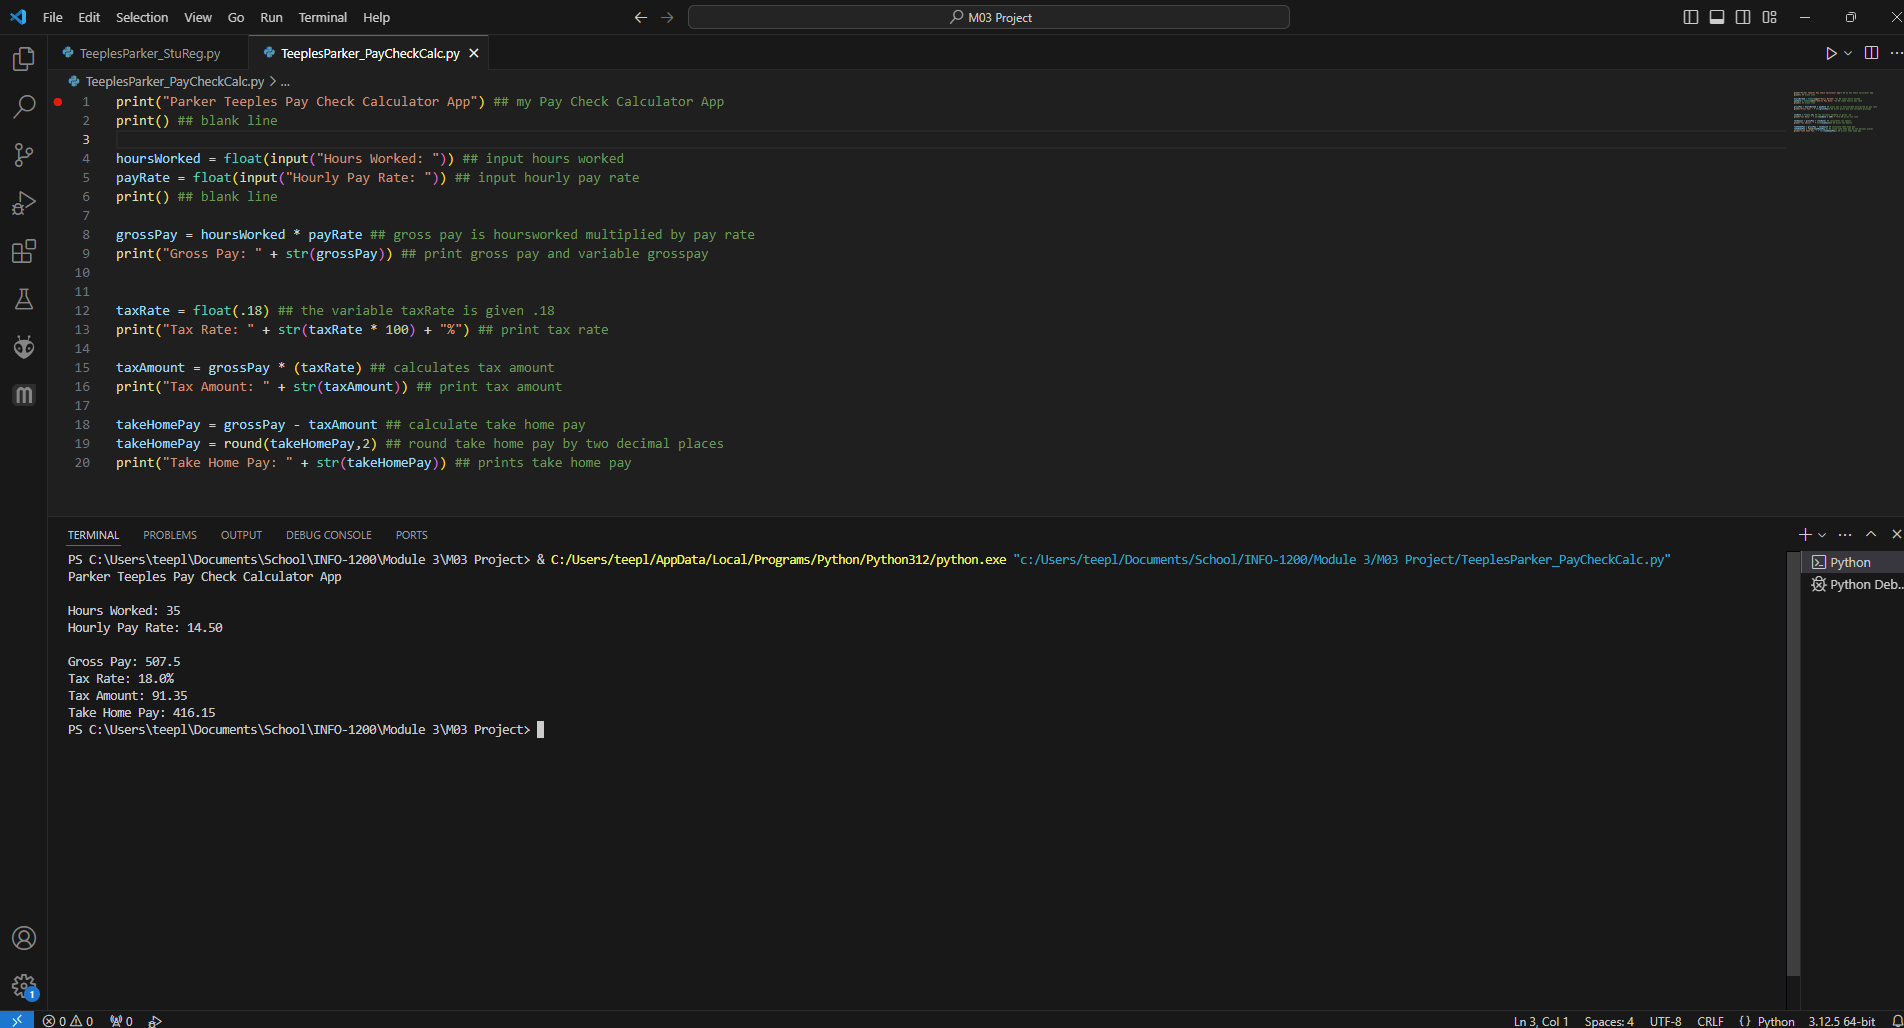 File Edit Selection View Go Run Terminal Help
M03 Project
TeeplesParker_StuReg.py
TeeplesParker_PayCheckCalc.py
TeeplesParker_PayCheckCalc.py > ...
1 print("Parker Teeples Pay Check Calculator App") ## my Pay Check Calculator App
2 print() ## blank line
3
4 hoursWorked = float(input("Hours Worked: ")) ## input hours worked
5 payRate = float(input("Hourly Pay Rate: ")) ## input hourly pay rate
6 print() ## blank line
7
8 grossPay = hoursWorked * payRate ## gross pay is hoursworked multiplied by pay rate
9 print("Gross Pay: " + str(grossPay)) ## print gross pay and variable grosspay
10
11
12 taxRate = float(.18) ## the variable taxRate is given .18
13 print("Tax Rate: " + str(taxRate * 100) + "%") ## print tax rate
14
15 taxAmount = grossPay * (taxRate) ## calculates tax amount
16 print("Tax Amount: " + str(taxAmount)) ## print tax amount
17
18 takeHomePay = grossPay - taxAmount ## calculate take home pay
19 takeHomePay = round(takeHomePay,2) ## round take home pay by two decimal places
20 print("Take Home Pay: " + str(takeHomePay)) ## prints take home pay
TERMINAL PROBLEMS OUTPUT DEBUG CONSOLE PORTS
PS C:\Users\teepl\Documents\School\INFO-1200\Module 3\M03 Project> & C:/Users/teepl/AppData/Local/Programs/Python/Python312/python.exe "c:/Users/teepl/Documents/School/INFO-1200/Module 3/M03 Project/TeeplesParker_PayCheckCalc.py"
Parker Teeples Pay Check Calculator App
Hours Worked: 35
Hourly Pay Rate: 14.50
Gross Pay: 507.5
Tax Rate: 18.0%
Tax Amount: 91.35
Take Home Pay: 416.15
PS C:\Users\teepl\Documents\School\INFO-1200\Module 3\M03 Project>
Python
Python Deb...
m
1
0 0 0
Ln 3, Col 1 Spaces: 4 UTF-8 CRLF {} Python 3.12.5 64-bit